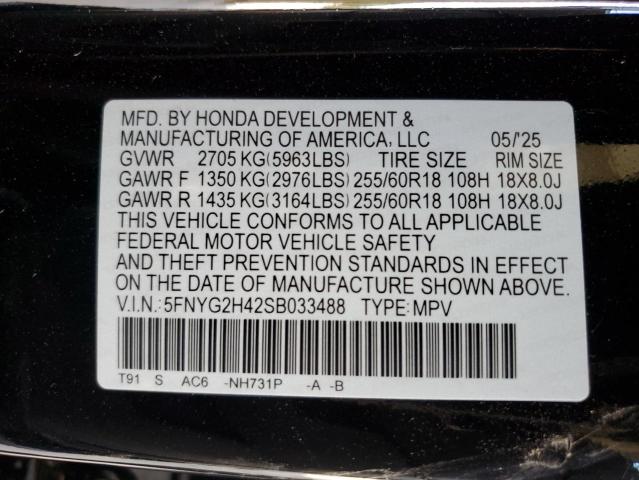 MFD. BY HONDA DEVELOPMENT &
MANUFACTURING OF AMERICA, LLC 05/'25
GVWR 2705 KG(5963LBS) TIRE SIZE RIM SIZE
GAWR F 1350 KG(2976LBS) 255/60R18 108H 18X8.0J
GAWR R 1435 KG(3164LBS) 255/60R18 108H 18X8.0J
THIS VEHICLE CONFORMS TO ALL APPLICABLE
FEDERAL MOTOR VEHICLE SAFETY
AND THEFT PREVENTION STANDARDS IN EFFECT
ON THE DATE OF MANUFACTURE SHOWN ABOVE.
V.I.N.:5FNYG2H42SB033488 TYPE:MPV
T91 S AC6 -NH731P -A -B